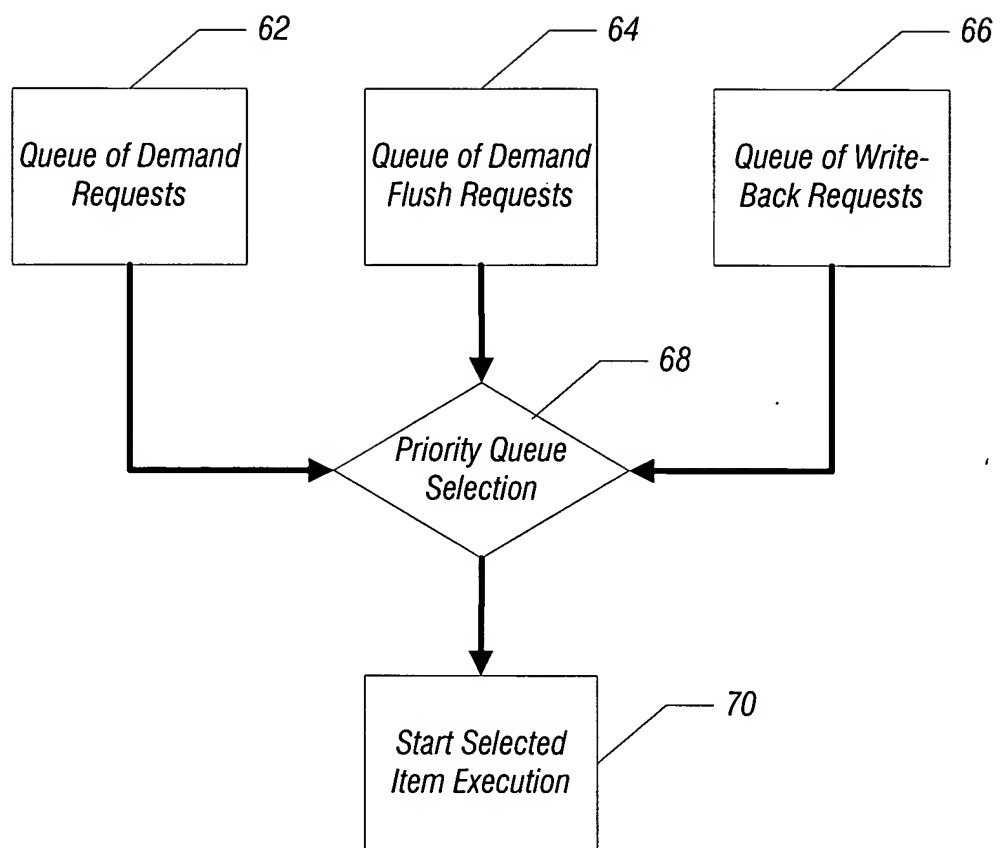 62
64
66
Queue of Demand
Requests
Queue of Demand
Flush Requests
Queue of Write-
Back Requests
68
Priority Queue
Selection
70
Start Selected
Item Execution